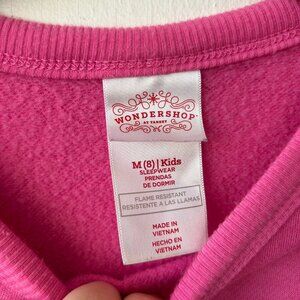 WONDERSHOP
AT TARGET
M (8) | Kids
SLEEPWEAR
PRENDAS
DE DORMIR
FLAME RESISTANT
RESISTENTE A LAS LLAMAS
MADE IN
VIETNAM
HECHO EN
VIETNAM